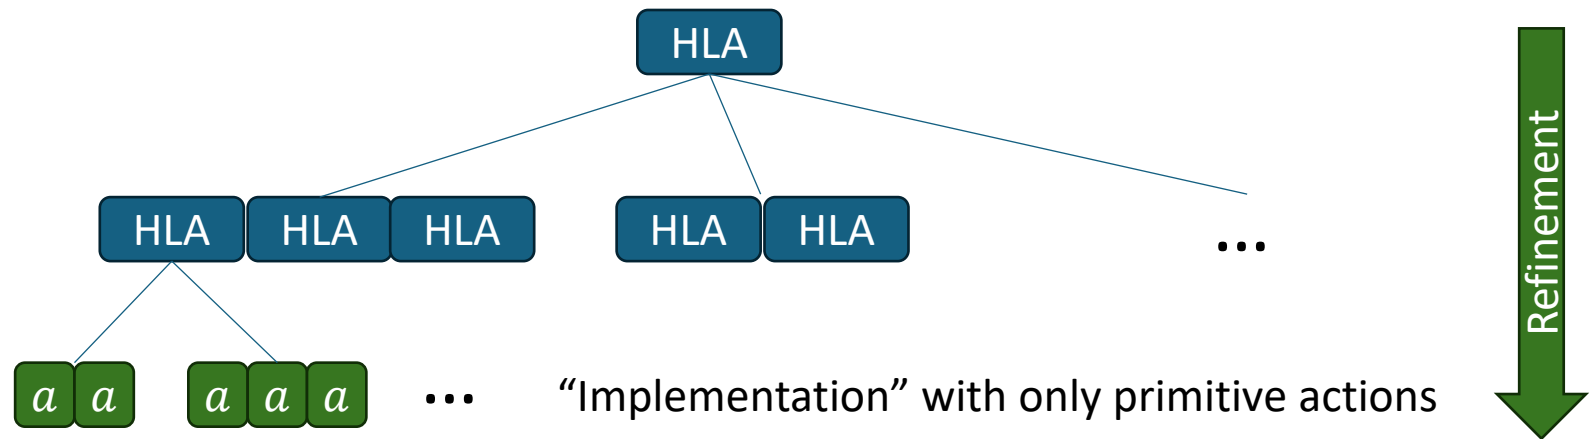 HLA
HLA HLA HLA HLA HLA
...
Refinement
a a a a a ... “Implementation” with only primitive actions